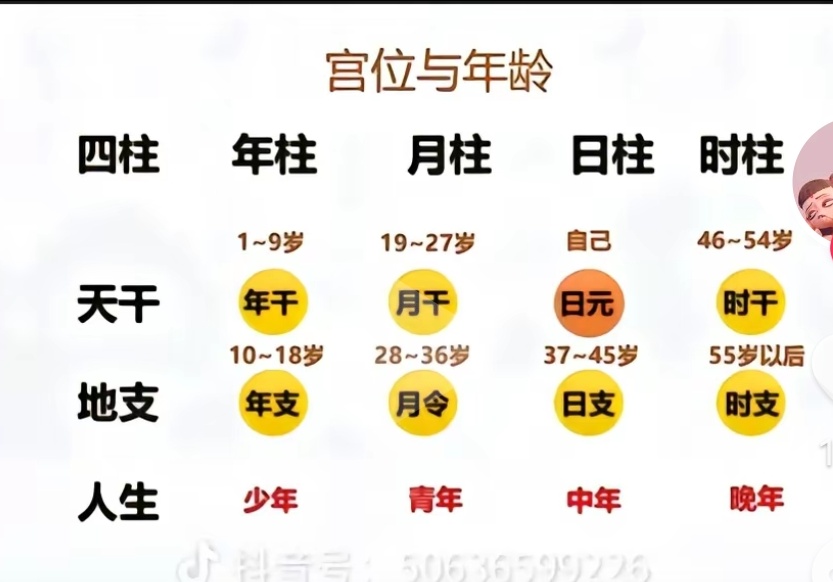 宫位与年龄
四柱 年柱 月柱 日柱 时柱
1~9岁 19~27岁 自己 46~54岁
天干 年干 月干 日元 时干
10~18岁 28~36岁 37~45岁 55岁以后
地支 年支 月令 日支 时支
人生 少年 青年 中年 晚年
抖音号：50636599226